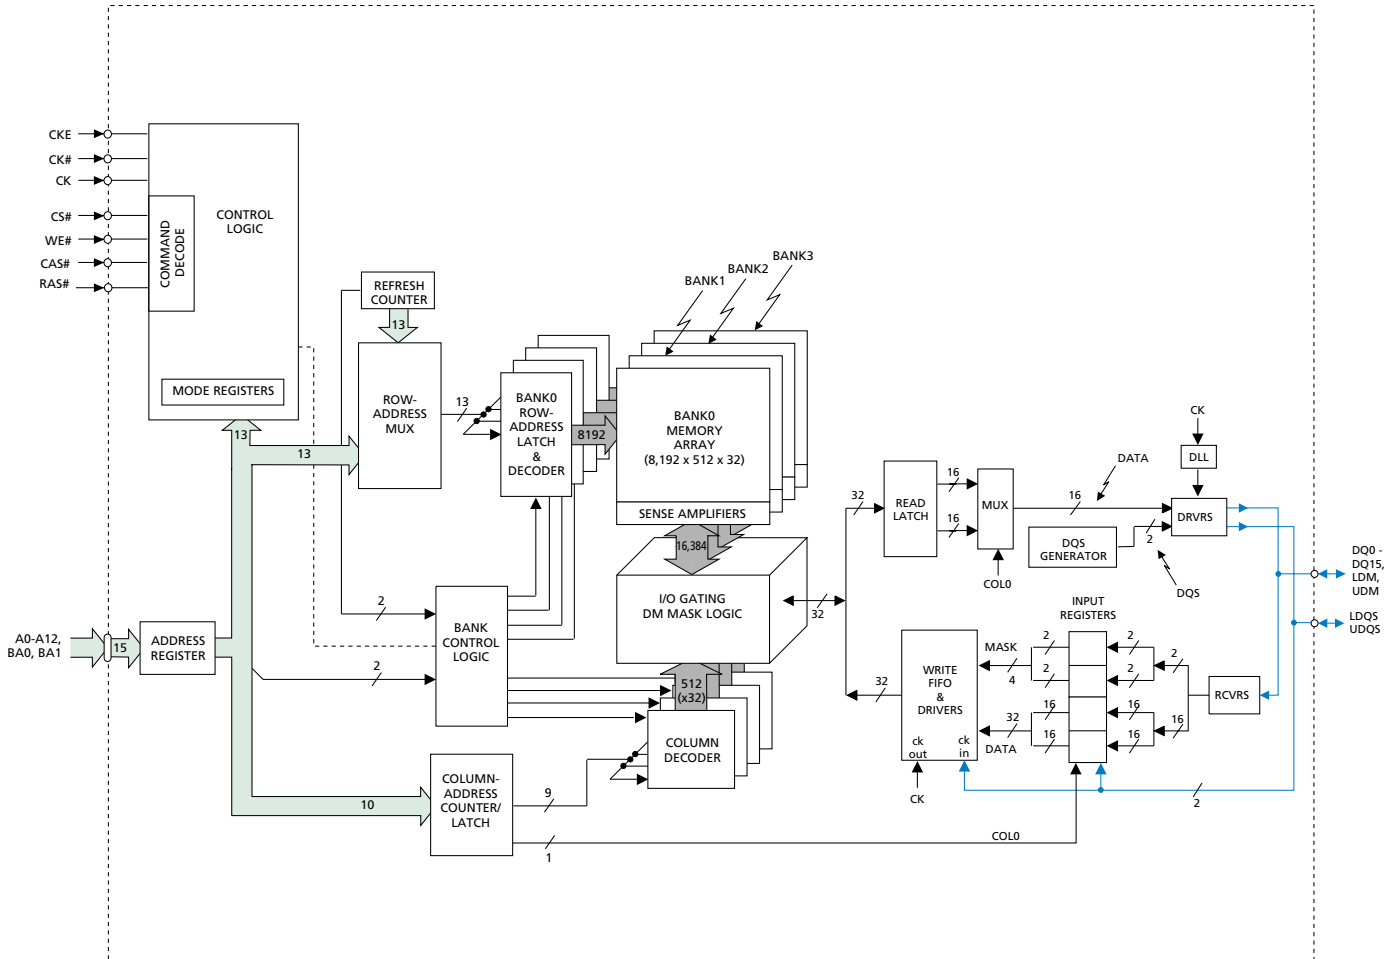 CKE
CK#
CK
CS#
WE#
CAS#
RAS#
COMMAND
DECODE
CONTROL
LOGIC
MODE REGISTERS
REFRESH
COUNTER
13
13
13
ROW-
ADDRESS
MUX
13
BANK0
ROW-
ADDRESS
LATCH
&
DECODER
8192
BANK1
BANK2
BANK3
BANK0
MEMORY
ARRAY
(8,192 x 512 x 32)
SENSE AMPLIFIERS
16,384
I/O GATING
DM MASK LOGIC
32
A0-A12,
BA0, BA1
15
ADDRESS
REGISTER
2
2
BANK
CONTROL
LOGIC
512
(x32)
COLUMN
DECODER
10
COLUMN-
ADDRESS
COUNTER/
LATCH
9
1
COL0
32
READ
LATCH
16
16
MUX
COL0
16
DATA
DQS
GENERATOR
2
DQS
CK
DLL
DRVRS
DQ0 -
DQ15,
LDM,
UDM
LDQS
UDQS
32
WRITE
FIFO
&
DRIVERS
ck
out
ck
in
CK
MASK
4
32
DATA
INPUT
REGISTERS
2
2
16
16
2
2
16
16
2
16
RCVRS
2